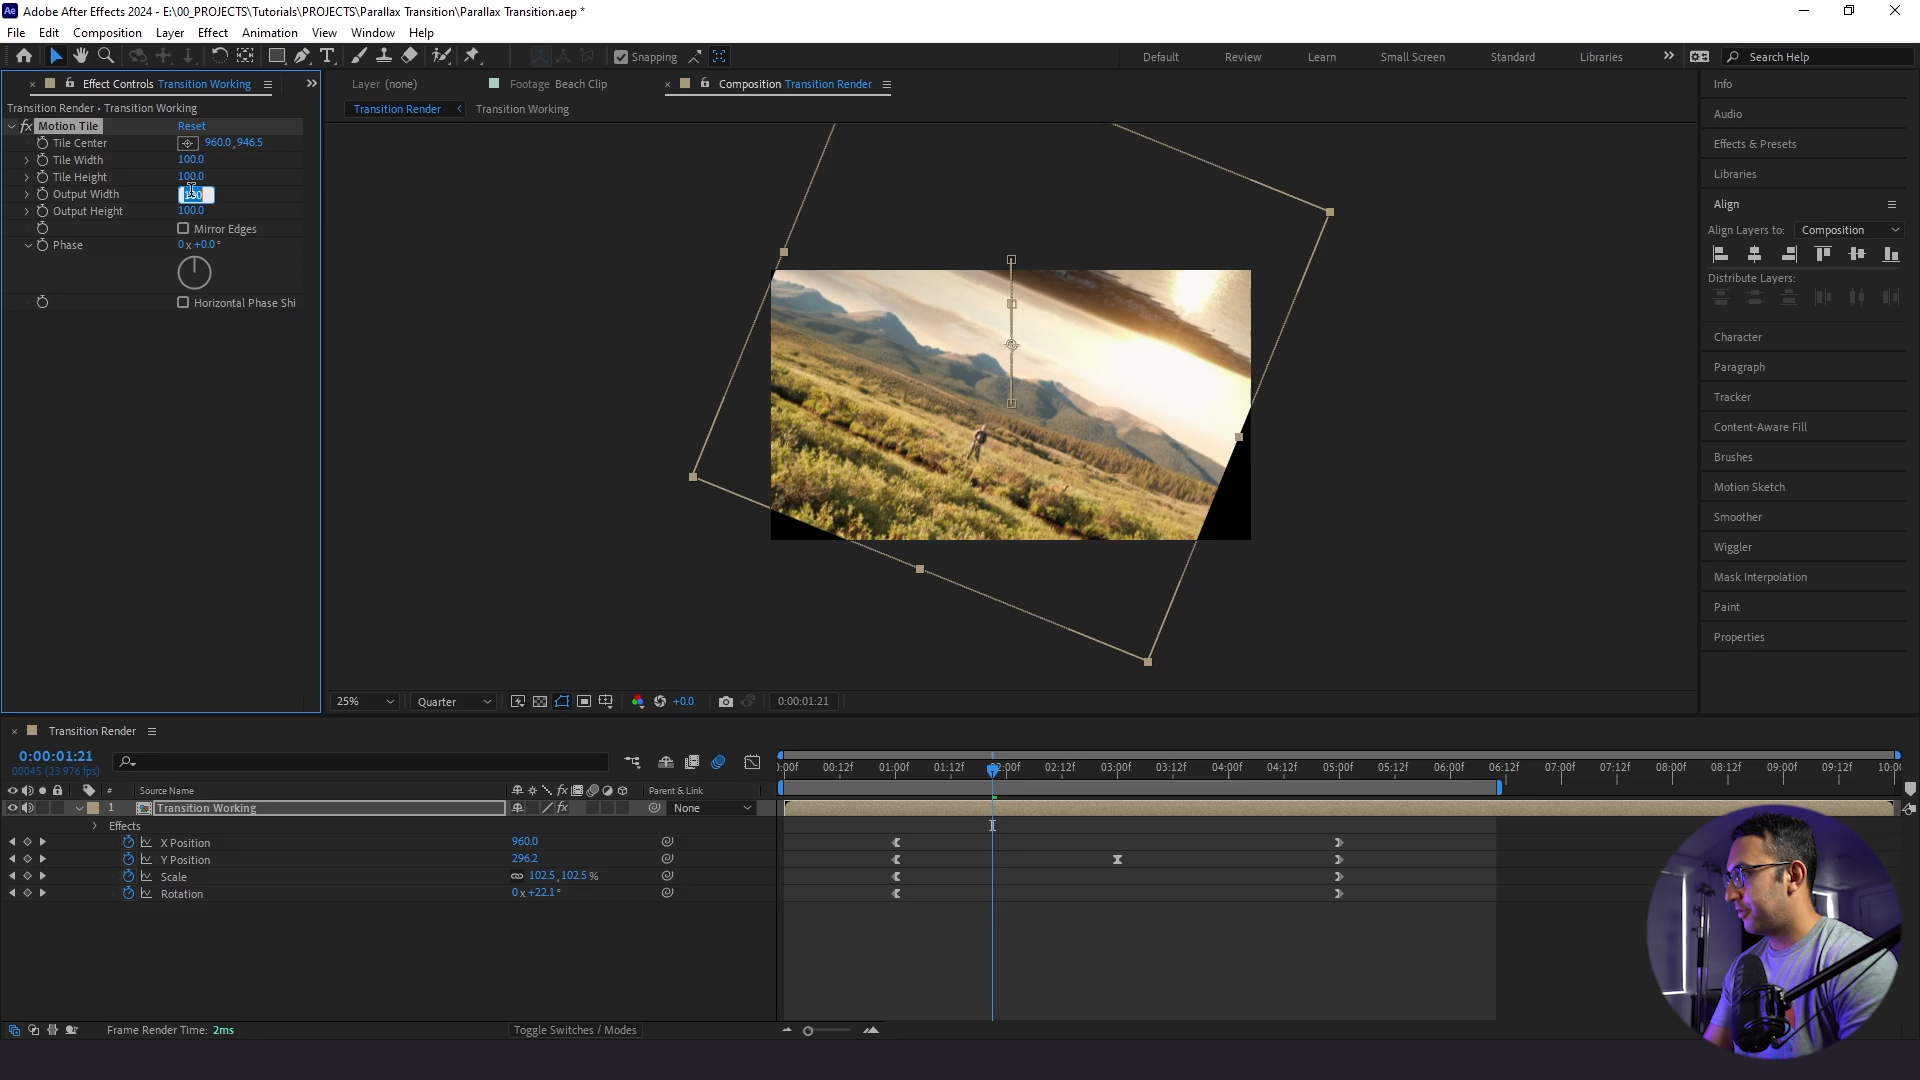 Ae Adobe After Effects 2024 - E:\00_PROJECTS\Tutorials\PROJECTS\Parallax Transition\Parallax Transition.aep *
File Edit Composition Layer Effect Animation View Window Help
Snapping
Default Review Learn Small Screen Standard Libraries » Search Help
× Effect Controls Transition Working »
Layer (none) Footage Beach Clip × Composition Transition Render
Transition Render • Transition Working
Transition Render < Transition Working
fx Motion Tile Reset
Tile Center 960.0,946.5
Tile Width 100.0
Tile Height 100.0
Output Width
Output Height 100.0
Mirror Edges
Phase 0x+0.0°
Horizontal Phase Shi
Info
Audio
Effects & Presets
Libraries
Align
Align Layers to: Composition
Distribute Layers:
Character
Paragraph
Tracker
Content-Aware Fill
Brushes
Motion Sketch
Smoother
Wiggler
Mask Interpolation
Paint
Properties
25% Quarter +0.0 0:00:01:21
× Transition Render
0:00:01:21
00045 (23.976 fps)
):00f 00:12f 01:00f 01:12f 02:00f 02:12f 03:00f 03:12f 04:00f 04:12f 05:00f 05:12f 06:00f 06:12f 07:00f 07:12f 08:00f 08:12f 09:00f 09:12f 10:0
# Source Name fx Parent & Link
1 Transition Working fx None
Effects
X Position 960.0
Y Position 296.2
Scale 102.5,102.5%
Rotation 0x+22.1°
Frame Render Time: 2ms
Toggle Switches / Modes